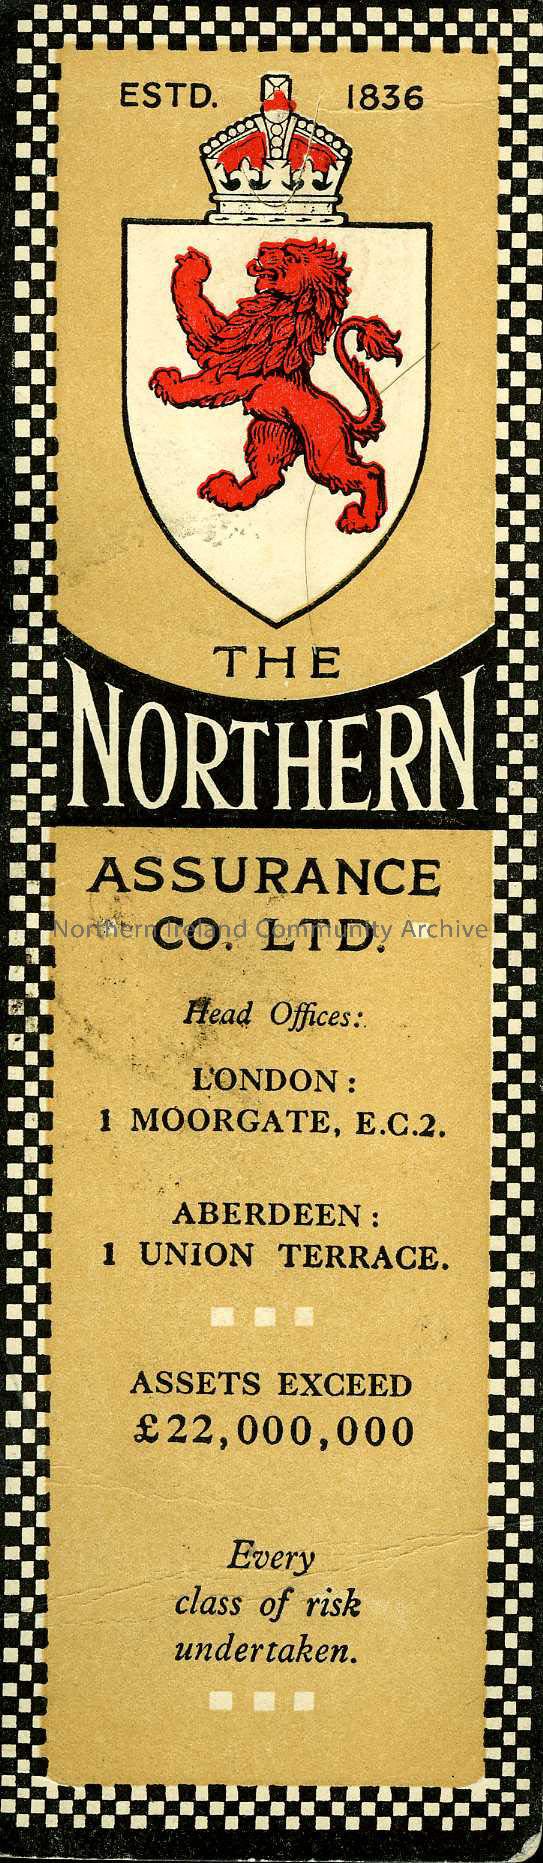 ESTD. 1836
THE
NORTHERN
ASSURANCE
Northern Ireland Community Archive
CO. LTD.
Head Offices:
LONDON:
1 MOORGATE, E.C.2.
ABERDEEN:
1 UNION TERRACE.
ASSETS EXCEED
£22,000,000
Every
class of risk
undertaken.